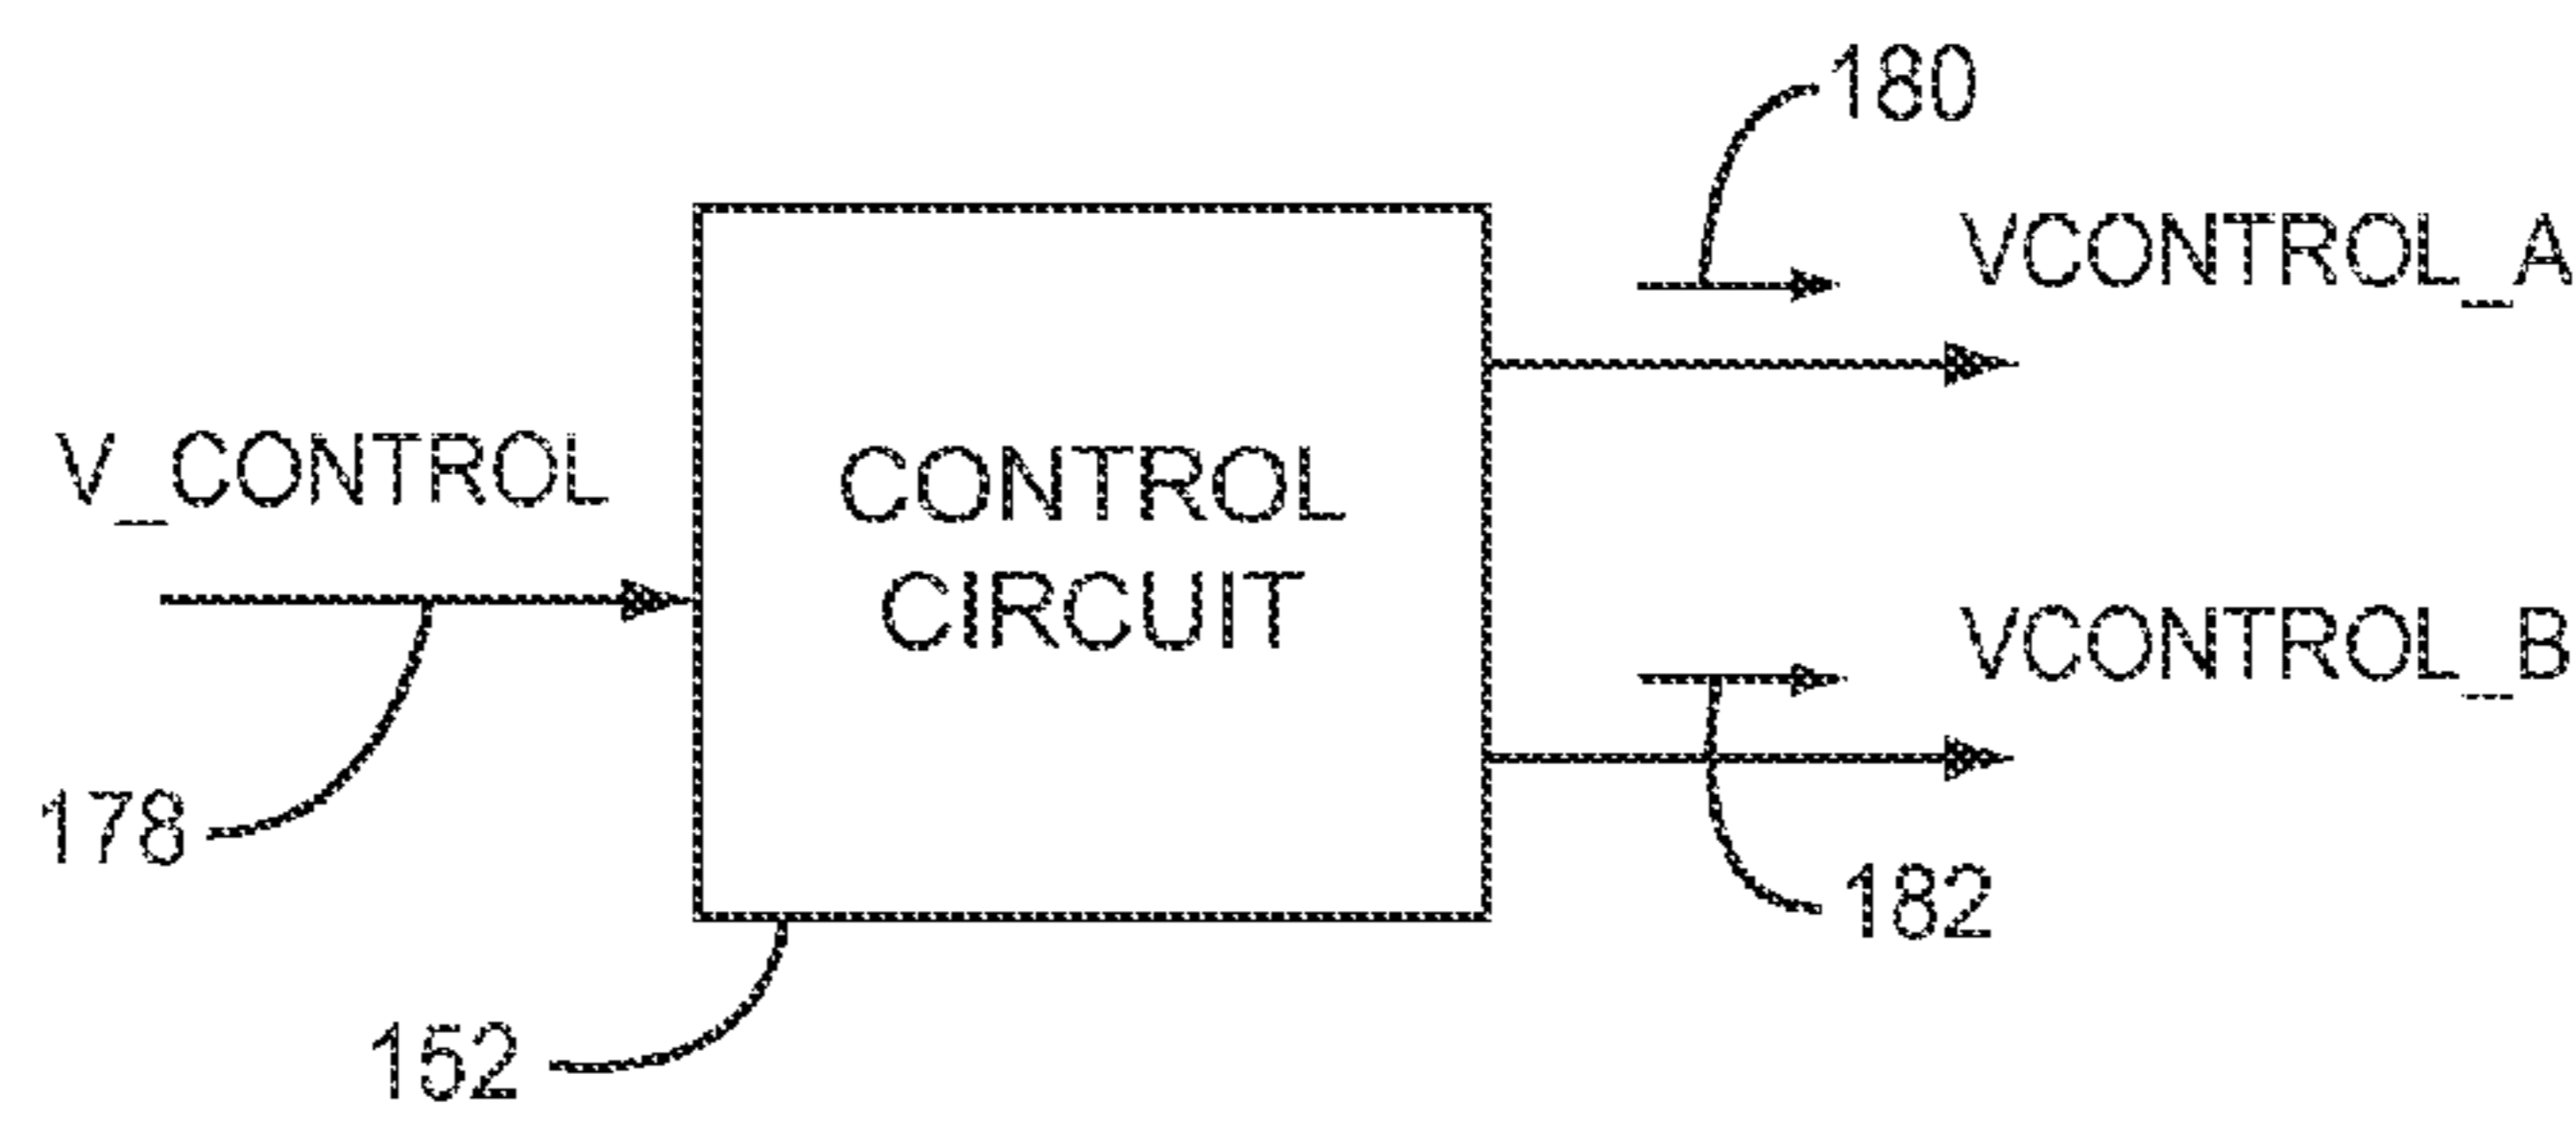 180
VCONTROL_A
V_CONTROL
CONTROL
CIRCUIT
VCONTROL_B
178
182
152